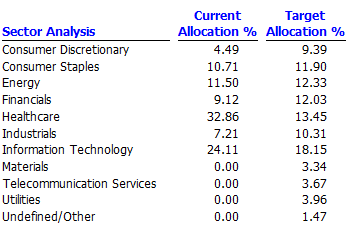 Current Target
Sector Analysis Allocation % Allocation %
Consumer Discretionary 4.49 9.39
Consumer Staples 10.71 11.90
Energy 11.50 12.33
Financials 9.12 12.03
Healthcare 32.86 13.45
Industrials 7.21 10.31
Information Technology 24.11 18.15
Materials 0.00 3.34
Telecommunication Services 0.00 3.67
Utilities 0.00 3.96
Undefined/Other 0.00 1.47